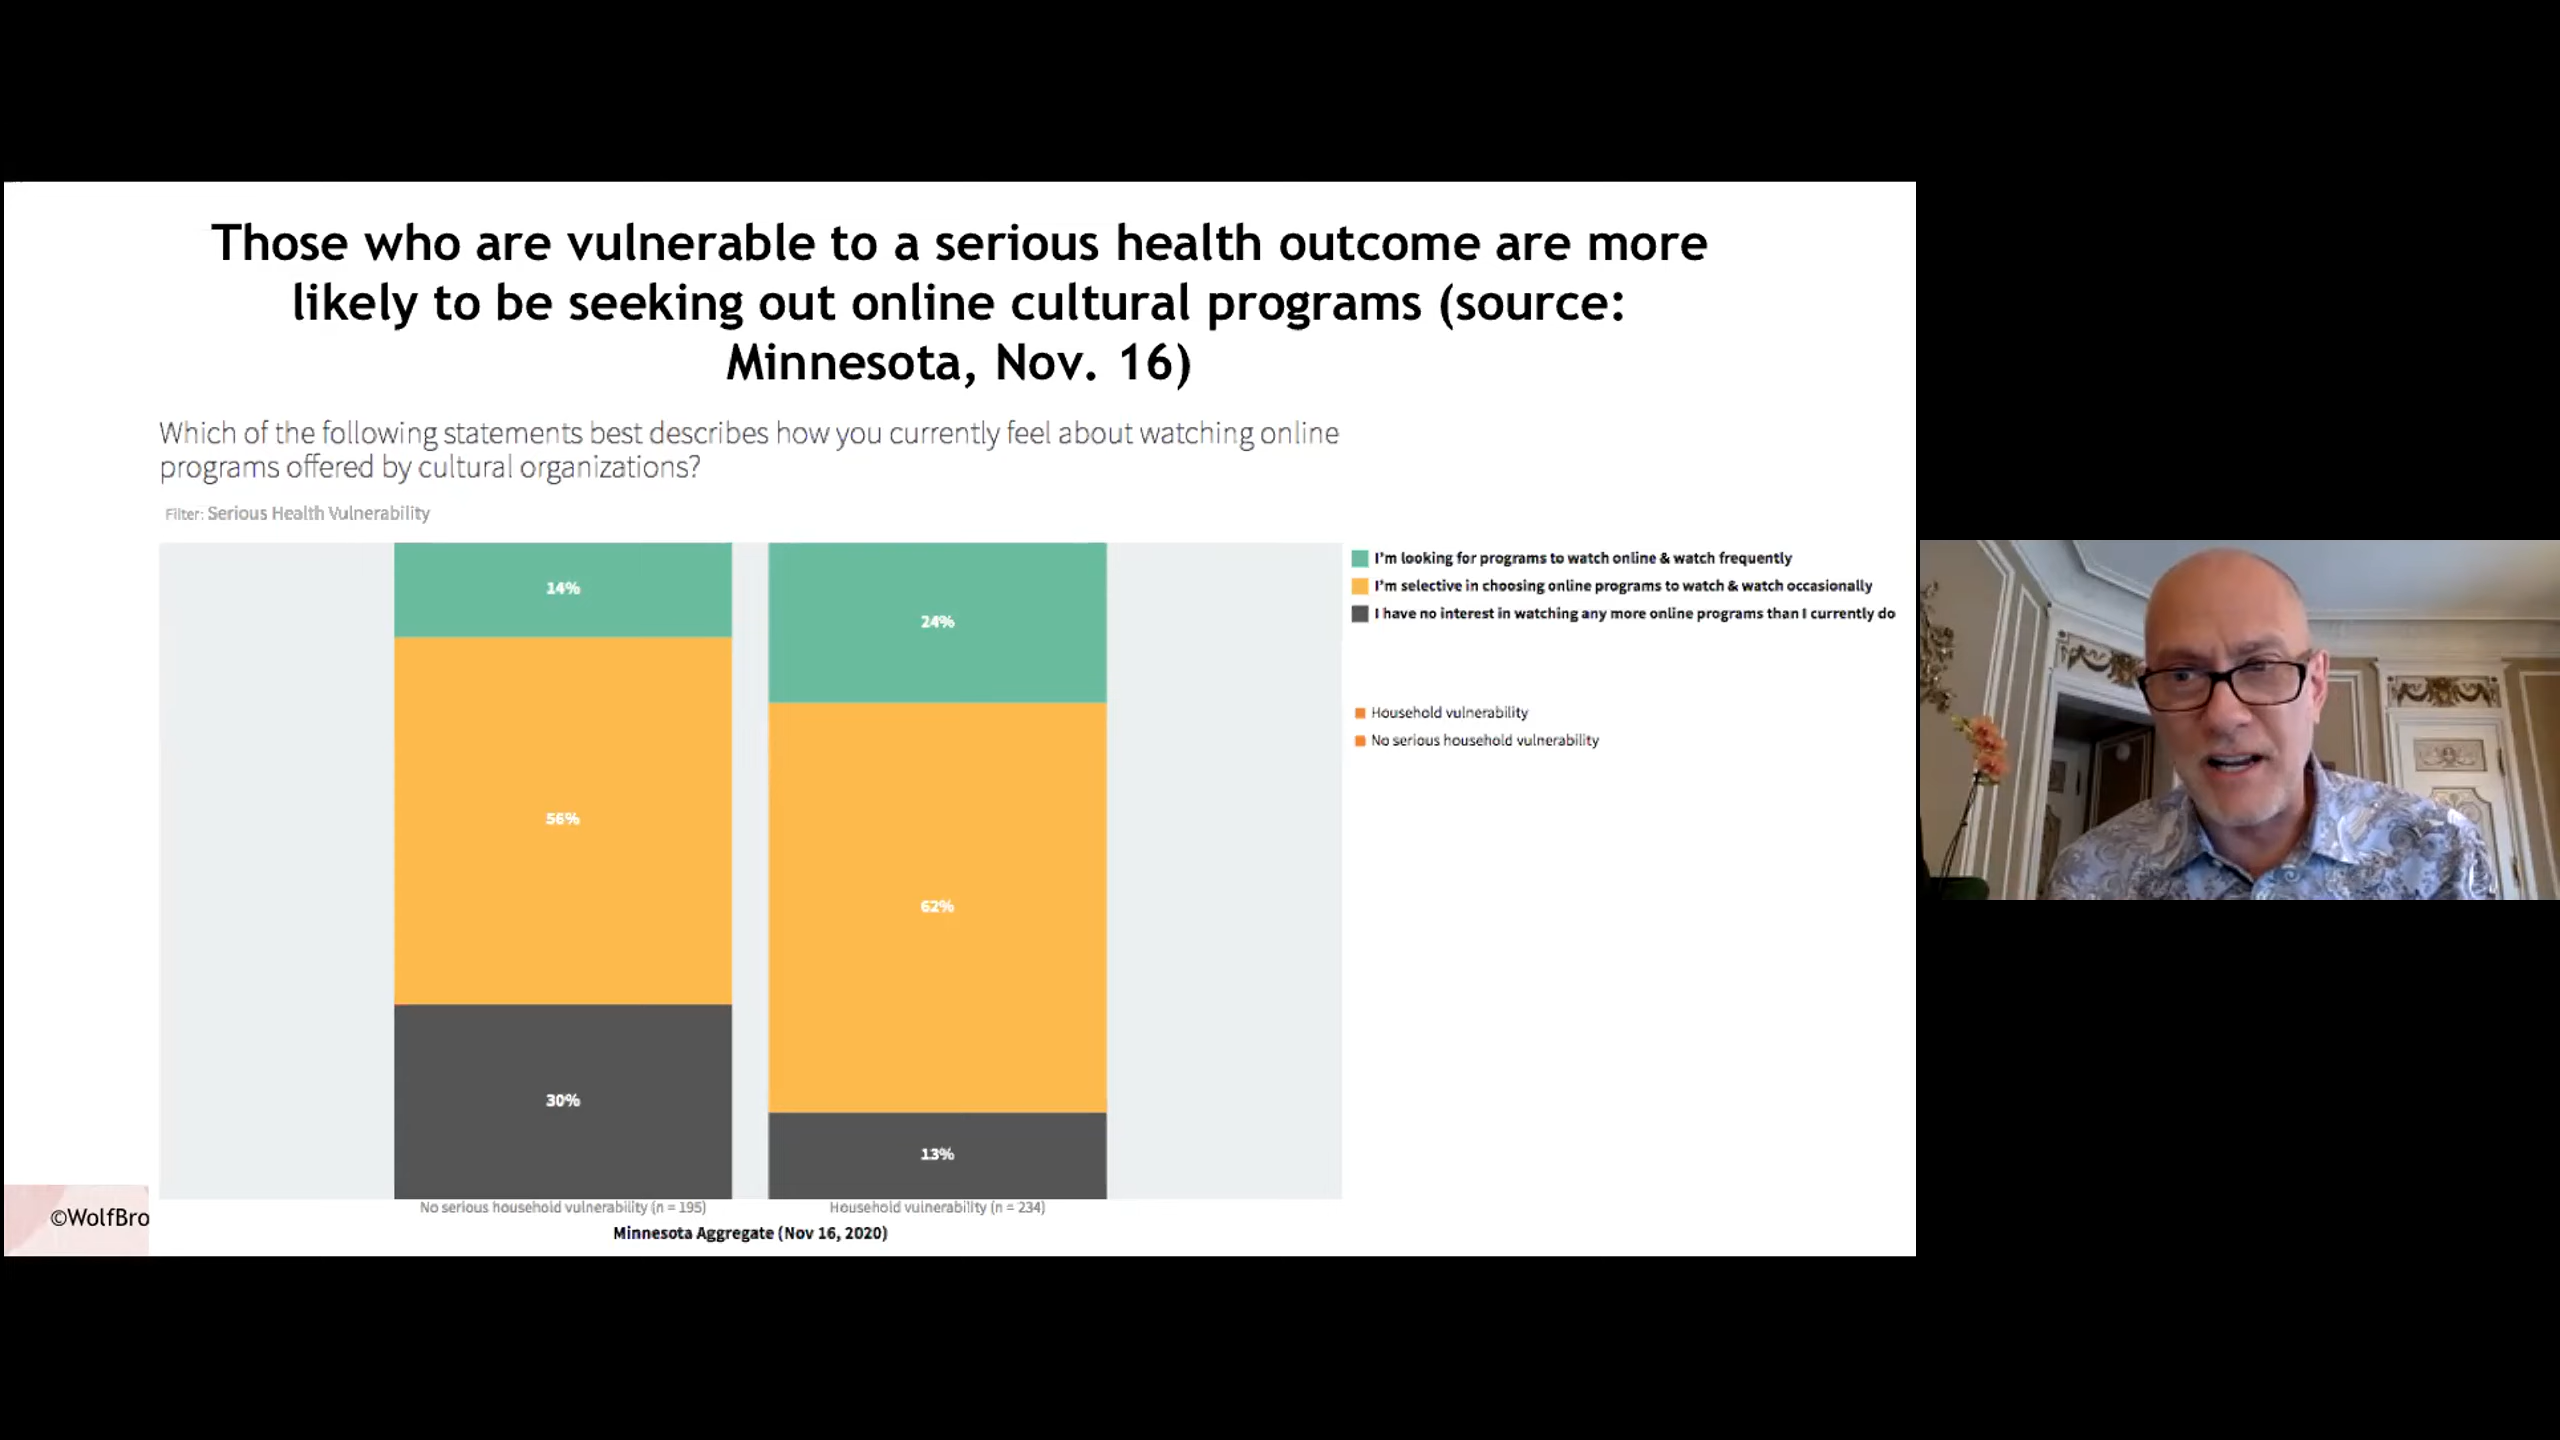 Those who are vulnerable to a serious health outcome are more
likely to be seeking out online cultural programs (source:
Minnesota, Nov. 16)
Which of the following statements best describes how you currently feel about watching online
programs offered by cultural organizations?
Filter: Serious Health Vulnerability
14%
56%
30%
24%
62%
13%
I'm looking for programs to watch online & watch frequently
I'm selective in choosing online programs to watch & watch occasionally
I have no interest in watching any more online programs than I currently do
Household vulnerability
No serious household vulnerability
No serious household vulnerability (n = 195)
Household vulnerability (n = 234)
Minnesota Aggregate (Nov 16, 2020)
©WolfBro